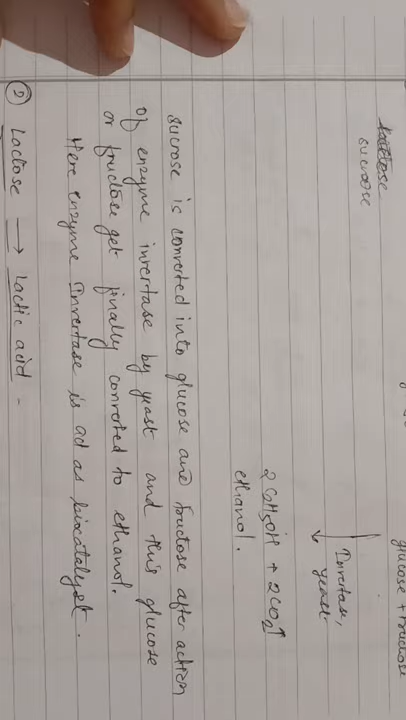 sucrose
glucose + fructose
Invertase,
yeast
2C2H5OH + 2CO2↑
ethanol.
sucrose is converted into glucose and fructose after action
of enzyme invertase by yeast and this glucose
or fructose get finally convrted to ethanol.
Here enzyme Invertase is act as biocatalyst.
② Lactose → Lactic acid -